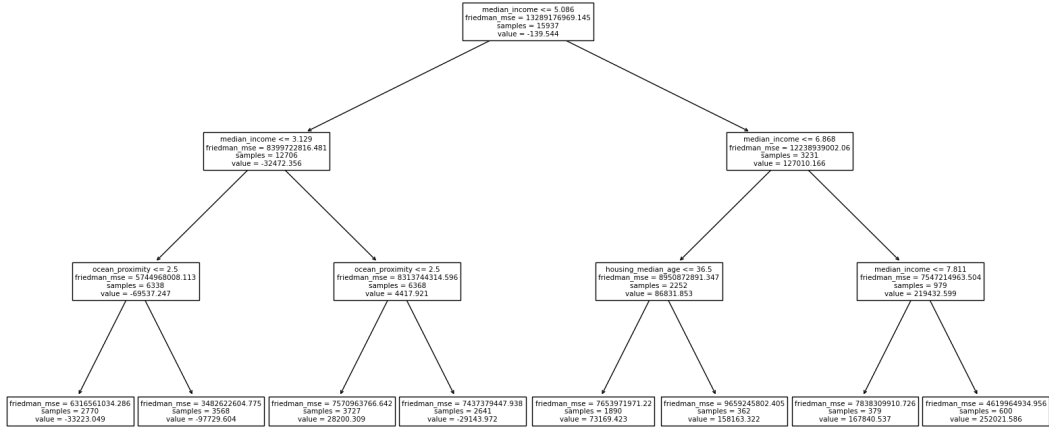 median_income <= 5.086
friedman_mse = 13289176969.145
samples = 15937
value = -139.544
median_income <= 3.129
friedman_mse = 8399722816.481
samples = 12706
value = -32472.356
median_income <= 6.868
friedman_mse = 12238939002.06
samples = 3231
value = 127010.166
ocean_proximity <= 2.5
friedman_mse = 5744968008.113
samples = 6338
value = -69537.247
ocean_proximity <= 2.5
friedman_mse = 8313744314.596
samples = 6368
value = 4417.921
housing_median_age <= 36.5
friedman_mse = 8950872891.347
samples = 2252
value = 86831.853
median_income <= 7.811
friedman_mse = 7547214963.504
samples = 979
value = 219432.599
friedman_mse = 6316561034.286
samples = 2770
value = -33223.049
friedman_mse = 3482622604.775
samples = 3568
value = -97729.604
friedman_mse = 7570963766.642
samples = 3727
value = 28200.309
friedman_mse = 7437379447.938
samples = 2641
value = -29143.972
friedman_mse = 7653971971.22
samples = 1890
value = 73169.423
friedman_mse = 9659245802.405
samples = 362
value = 158163.322
friedman_mse = 7838309910.726
samples = 379
value = 167840.537
friedman_mse = 4619964934.956
samples = 600
value = 252021.586